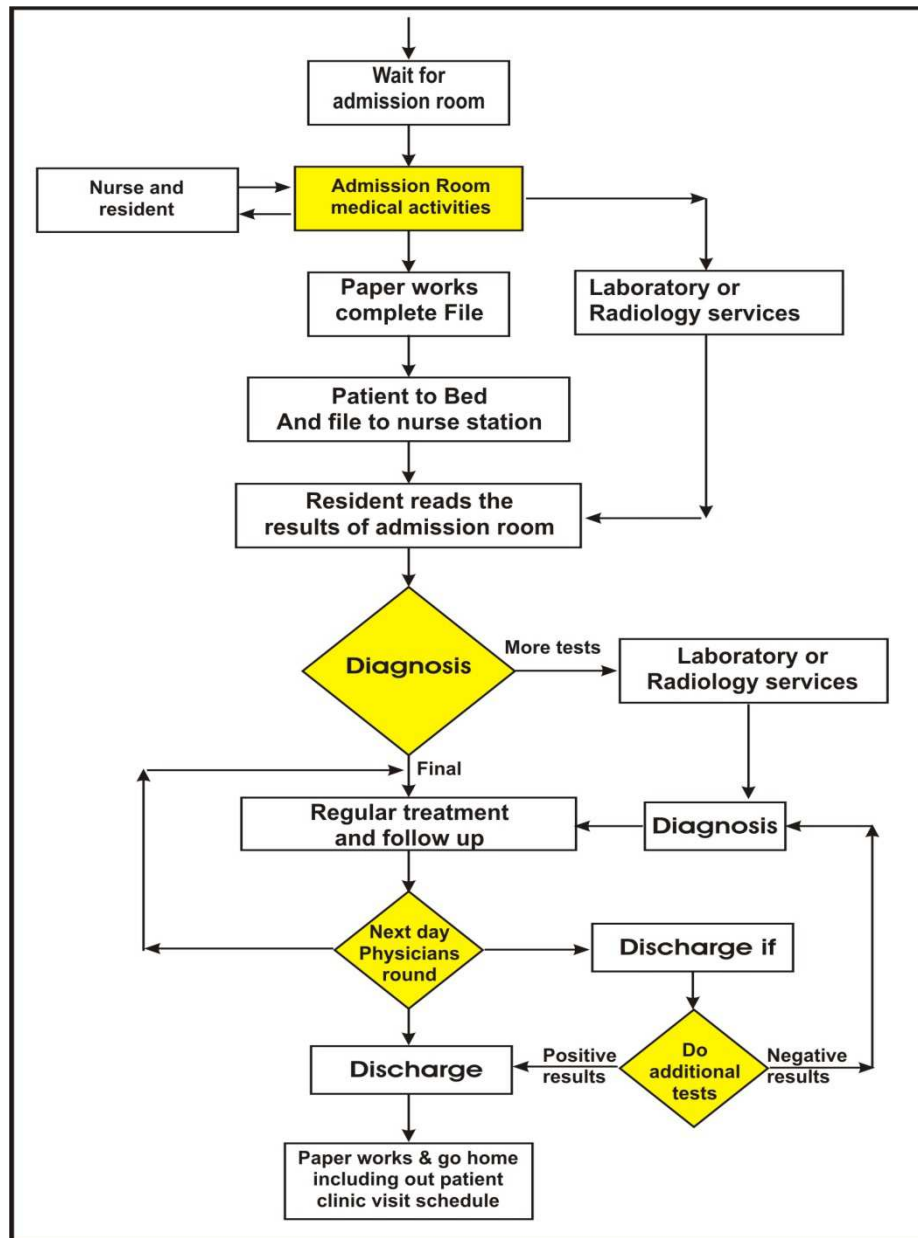 Wait for
admission room
Nurse and
resident
Admission Room
medical activities
Paper works
complete File
Laboratory or
Radiology services
Patient to Bed
And file to nurse station
Resident reads the
results of admission room
Diagnosis
More tests
Laboratory or
Radiology services
Final
Regular treatment
and follow up
Diagnosis
Next day
Physicians
round
Discharge if
Discharge
Positive
results
Do
additional
tests
Negative
results
Paper works & go home
including out patient
clinic visit schedule